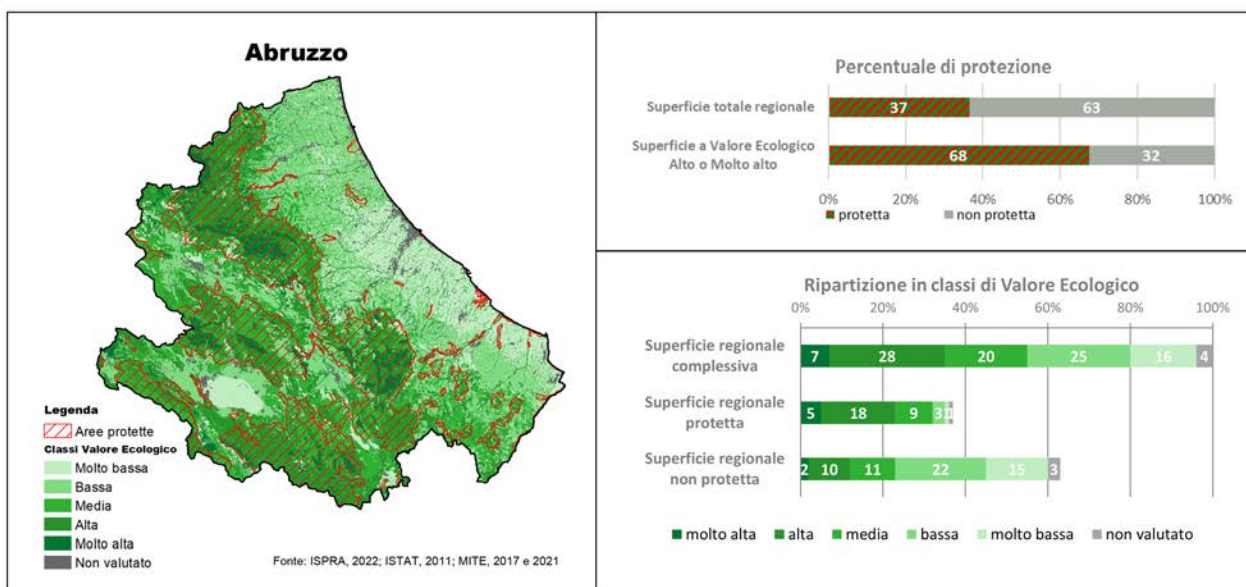 Abruzzo
Legenda
Aree protette
Classi Valore Ecologico
Molto bassa
Bassa
Media
Alta
Molto alta
Non valutato
Fonte: ISPRA, 2022; ISTAT, 2011; MITE, 2017 e 2021
Percentuale di protezione
Superficie totale regionale
37 63
Superficie a Valore Ecologico
Alto o Molto alto
68 32
0% 20% 40% 60% 80% 100%
protetta non protetta
Ripartizione in classi di Valore Ecologico
0% 20% 40% 60% 80% 100%
Superficie regionale
complessiva
7 28 20 25 16 4
Superficie regionale
protetta
5 18 9 3 1 1
Superficie regionale
non protetta
2 10 11 22 15 3
molto alta alta media bassa molto bassa non valutato